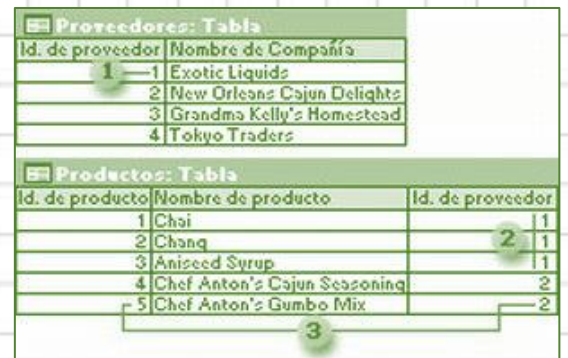 Proveedores: Tabla
Id. de proveedor Nombre de Compañía
1 1 Exotic Liquids
2 New Orleans Cajun Delights
3 Grandma Kelly's Homestead
4 Tokyo Traders
Productos: Tabla
Id. de producto Nombre de producto Id. de proveedor
1 Chai 1
2 Chang 2 1
3 Aniseed Syrup 1
4 Chef Anton's Cajun Seasoning 2
5 Chef Anton's Gumbo Mix 2
3